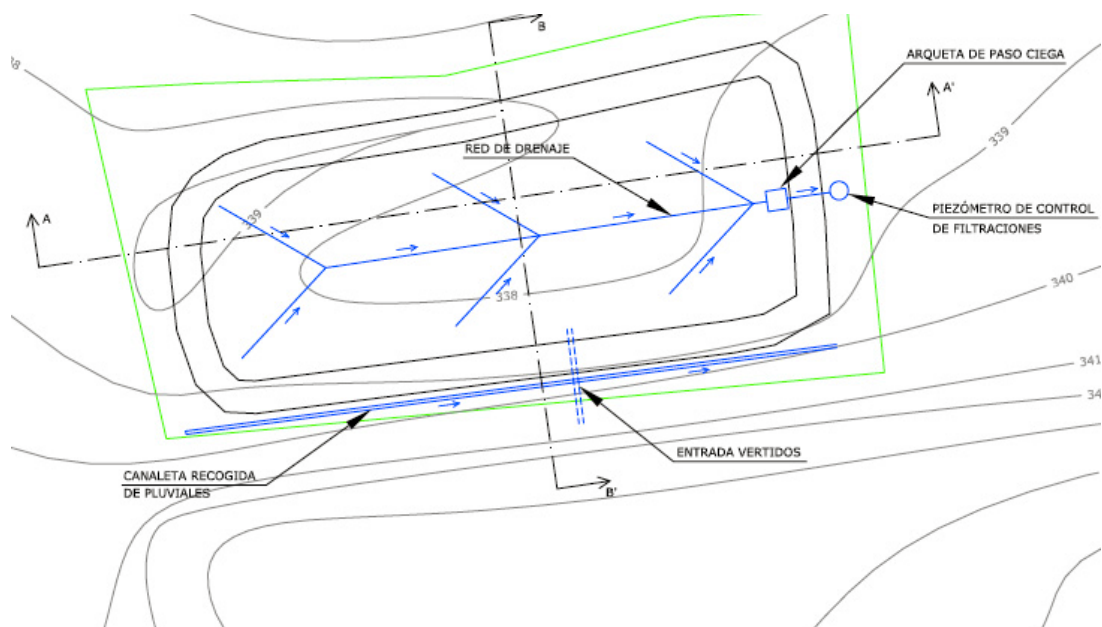 B
ARQUETA DE PASO CIEGA
A'
339
RED DE DRENAJE
339
A
PIEZÓMETRO DE CONTROL
DE FILTRACIONES
340
338
341
ENTRADA VERTIDOS
CANALETA RECOGIDA
DE PLUVIALES
B'